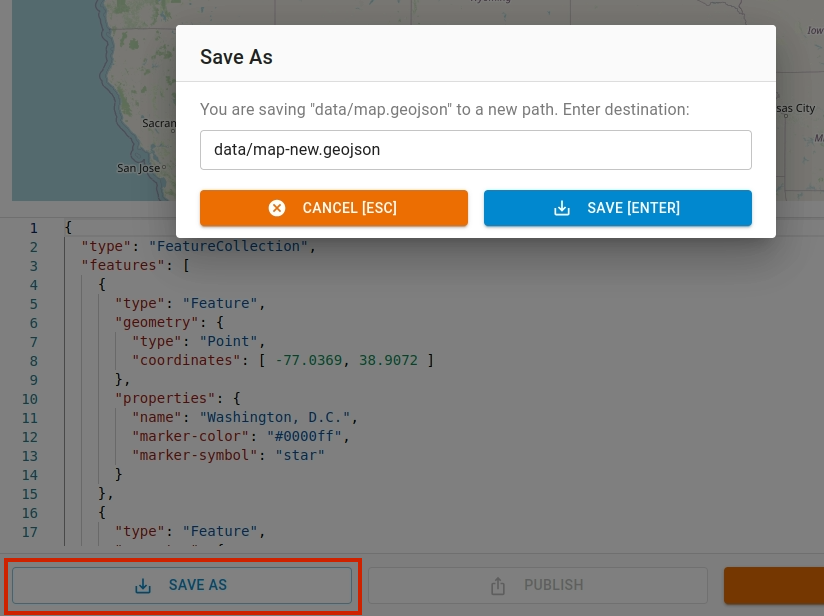 Iow
Save As
You are saving "data/map.geojson" to a new path. Enter destination:
sas City
Sacran
data/map-new.geojson
San Jose
CANCEL [ESC]
SAVE [ENTER]
1 {
2 "type": "FeatureCollection",
3 "features": [
4 {
5 "type": "Feature",
6 "geometry": {
7 "type": "Point",
8 "coordinates": [ -77.0369, 38.9072 ]
9 },
10 "properties": {
11 "name": "Washington, D.C.",
12 "marker-color": "#0000ff",
13 "marker-symbol": "star"
14 }
15 },
16 {
17 "type": "Feature",
SAVE AS
PUBLISH